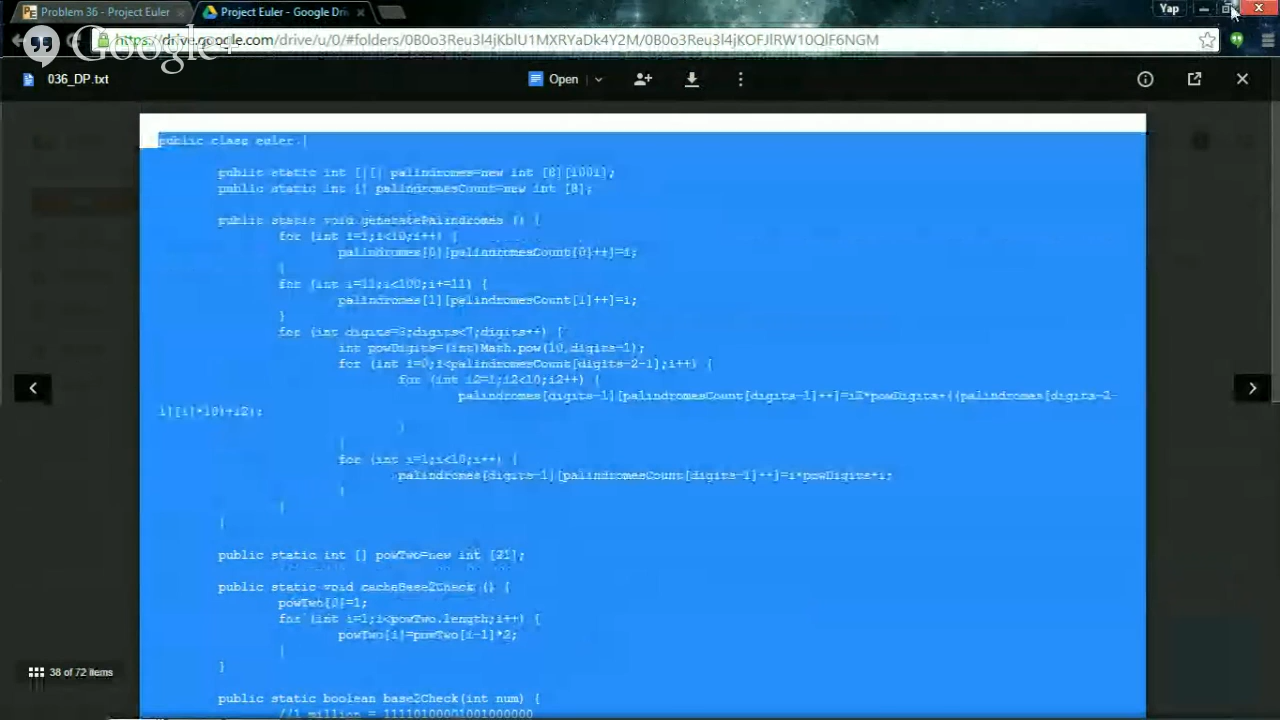 Problem 36 - Project Euler
Project Euler - Google Dri
Yap
Google+
https://drive.google.com/drive/u/0/#folders/0B0o3Reu3l4jKblU1MXRYaDk4Y2M/0B0o3Reu3l4jKOFJlRW10QlF6NGM
036_DP.txt
Open
public class euler {
public static int [][] palindromes=new int [8][1001];
public static int [] palindromesCount=new int [8];
public static void generatePalindromes () {
for (int i=1;i<10;i++) {
palindromes[0][palindromesCount[0]++]=i;
}
for (int i=11;i<100;i+=11) {
palindromes[1][palindromesCount[1]++]=i;
}
for (int digits=3;digits<7;digits++) {
int powDigits=(int)Math.pow(10,digits-1);
for (int i=0;i<palindromesCount[digits-2-1];i++) {
for (int i2=1;i2<10;i2++) {
palindromes[digits-1][palindromesCount[digits-1]++]=i2*powDigits+((palindromes[digits-2-
1][i]*10)+i2);
}
}
for (int i=1;i<10;i++) {
palindromes[digits-1][palindromesCount[digits-1]++]=i*powDigits+i;
}
}
}
public static int [] powTwo=new int [21];
public static void cacheBase2Check () {
powTwo[0]=1;
for (int i=1;i<powTwo.length;i++) {
powTwo[i]=powTwo[i-1]*2;
}
}
public static boolean base2Check(int num) {
//1 million = 11110100001001000000
38 of 72 items